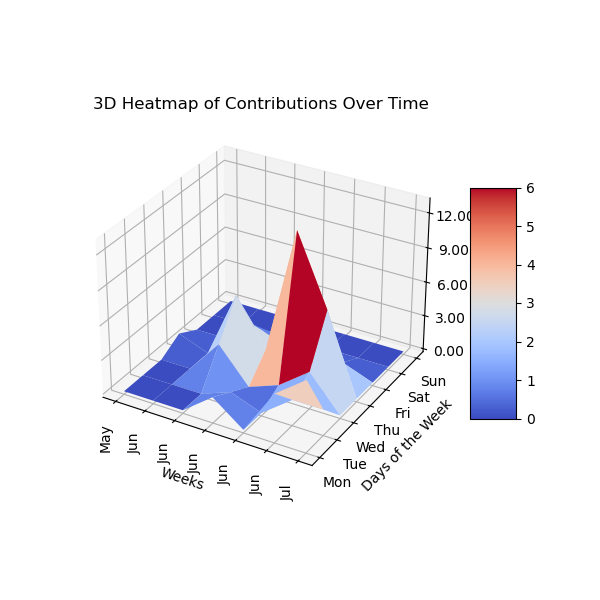 3D Heatmap of Contributions Over Time
12.00
9.00
6.00
3.00
0.00
6
5
4
3
2
1
0
Sun
Sat
Fri
Thu
Wed
Tue
Mon
Days of the Week
May
Jun
Jun
Jun
Jun
Jun
Jul
Weeks